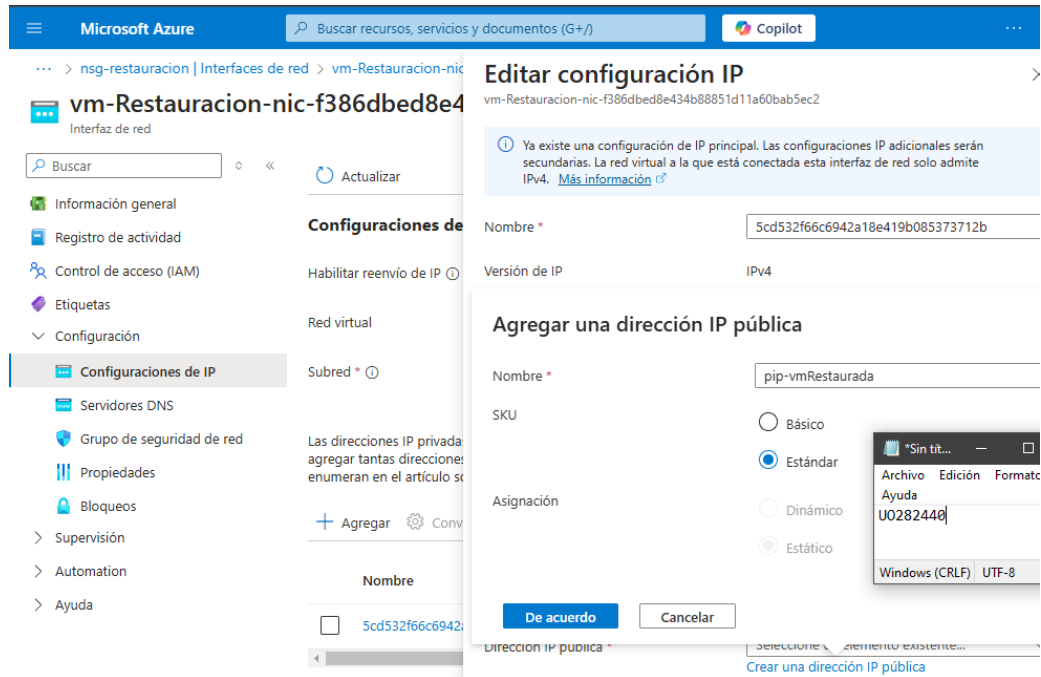 Microsoft Azure
Buscar recursos, servicios y documentos (G+/)
Copilot
...
... > nsg-restauracion | Interfaces de red > vm-Restauracion-nic
vm-Restauracion-nic-f386dbed8e4
Interfaz de red
Buscar
Información general
Registro de actividad
Control de acceso (IAM)
Etiquetas
Configuración
Configuraciones de IP
Servidores DNS
Grupo de seguridad de red
Propiedades
Bloqueos
Supervisión
Automation
Ayuda
Actualizar
Configuraciones de
Habilitar reenvío de IP
Red virtual
Subred *
Las direcciones IP privada
agregar tantas direcciones
enumeran en el artículo
Agregar
Conv
Nombre
5cd532f66c6942
Editar configuración IP
vm-Restauracion-nic-f386dbed8e434b88851d11a60bab5ec2
Ya existe una configuración de IP principal. Las configuraciones IP adicionales serán
secundarias. La red virtual a la que está conectada esta interfaz de red solo admite
IPv4. Más información
Nombre *
5cd532f66c6942a18e419b085373712b
Versión de IP
IPv4
Agregar una dirección IP pública
Nombre *
pip-vmRestaurada
SKU
Básico
Estándar
Asignación
Dinámico
Estático
De acuerdo
Cancelar
Dirección IP pública *
existente...
Crear una dirección IP pública
*Sin tít...
Archivo Edición Formato
Ayuda
UO282440
Windows (CRLF) UTF-8